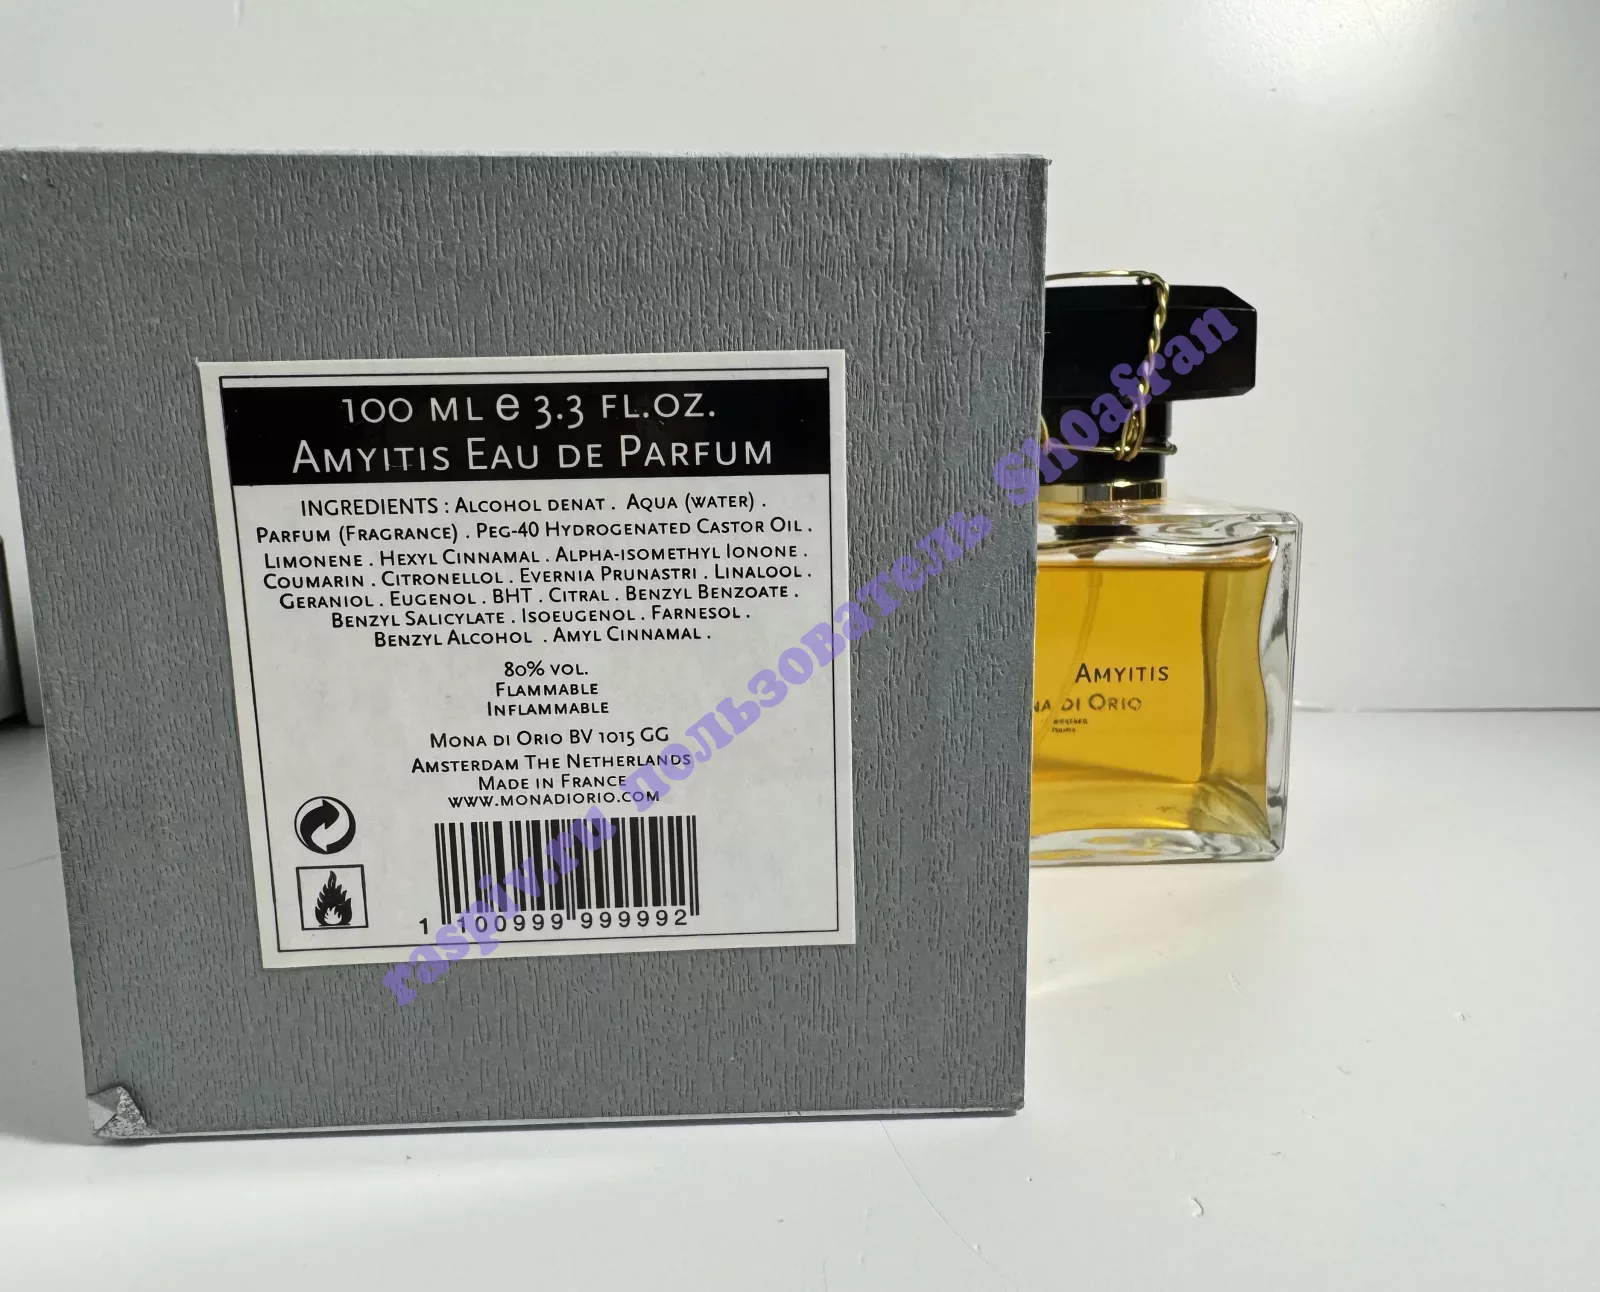 100 ML e 3.3 FL.OZ.
AMYITIS EAU DE PARFUM
INGREDIENTS : ALCOHOL DENAT . AQUA (WATER) .
PARFUM (FRAGRANCE) . PEG-40 HYDROGENATED CASTOR OIL .
LIMONENE . HEXYL CINNAMAL . ALPHA-ISOMETHYL IONONE .
COUMARIN . CITRONELLOL . EVERNIA PRUNASTRI . LINALOOL .
GERANIOL . EUGENOL . BHT . CITRAL . BENZYL BENZOATE .
BENZYL SALICYLATE . ISOEUGENOL . FARNESOL .
BENZYL ALCOHOL . AMYL CINNAMAL .
80% VOL.
FLAMMABLE
INFLAMMABLE
MONA DI ORIO BV 1015 GG
AMSTERDAM THE NETHERLANDS
MADE IN FRANCE
WWW.MONADIORIO.COM
1 100999 999992
AMYITIS
NA DI ORIO
raspiv.ru пользователь Sh0afran